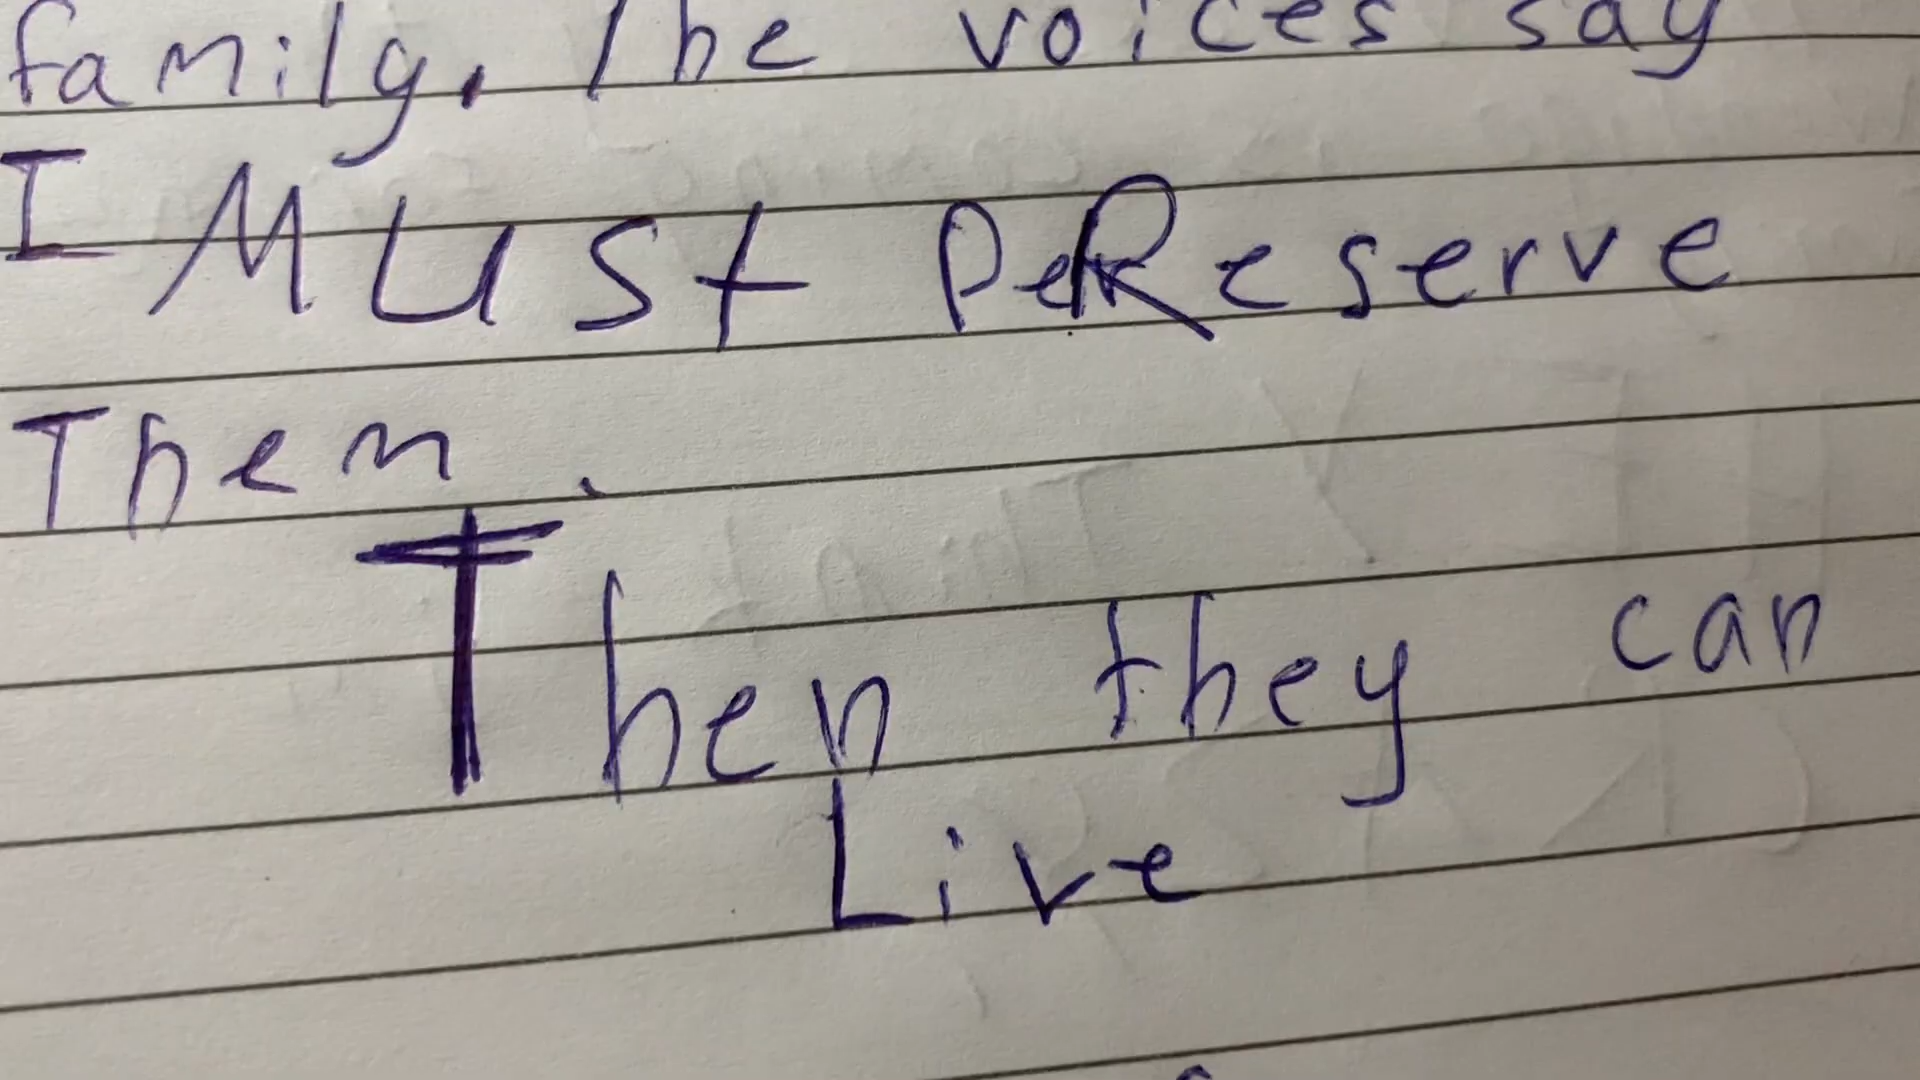 family. The voices say
I MUst PeReserve
Them.
Then they can
Live